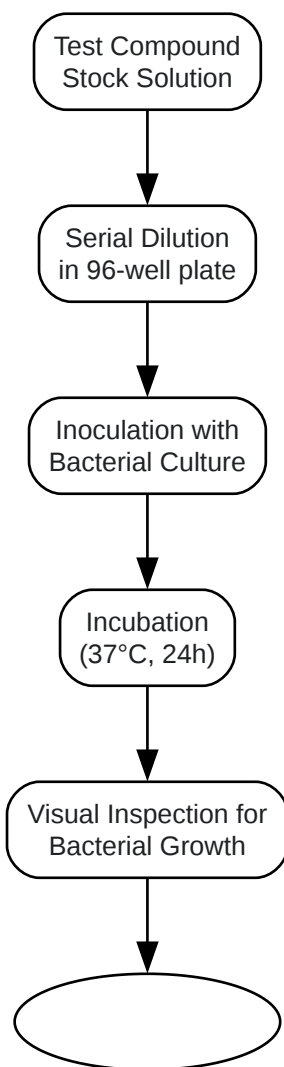 Test Compound
Stock Solution
Serial Dilution
in 96-well plate
Inoculation with
Bacterial Culture
Incubation
(37°C, 24h)
Visual Inspection for
Bacterial Growth